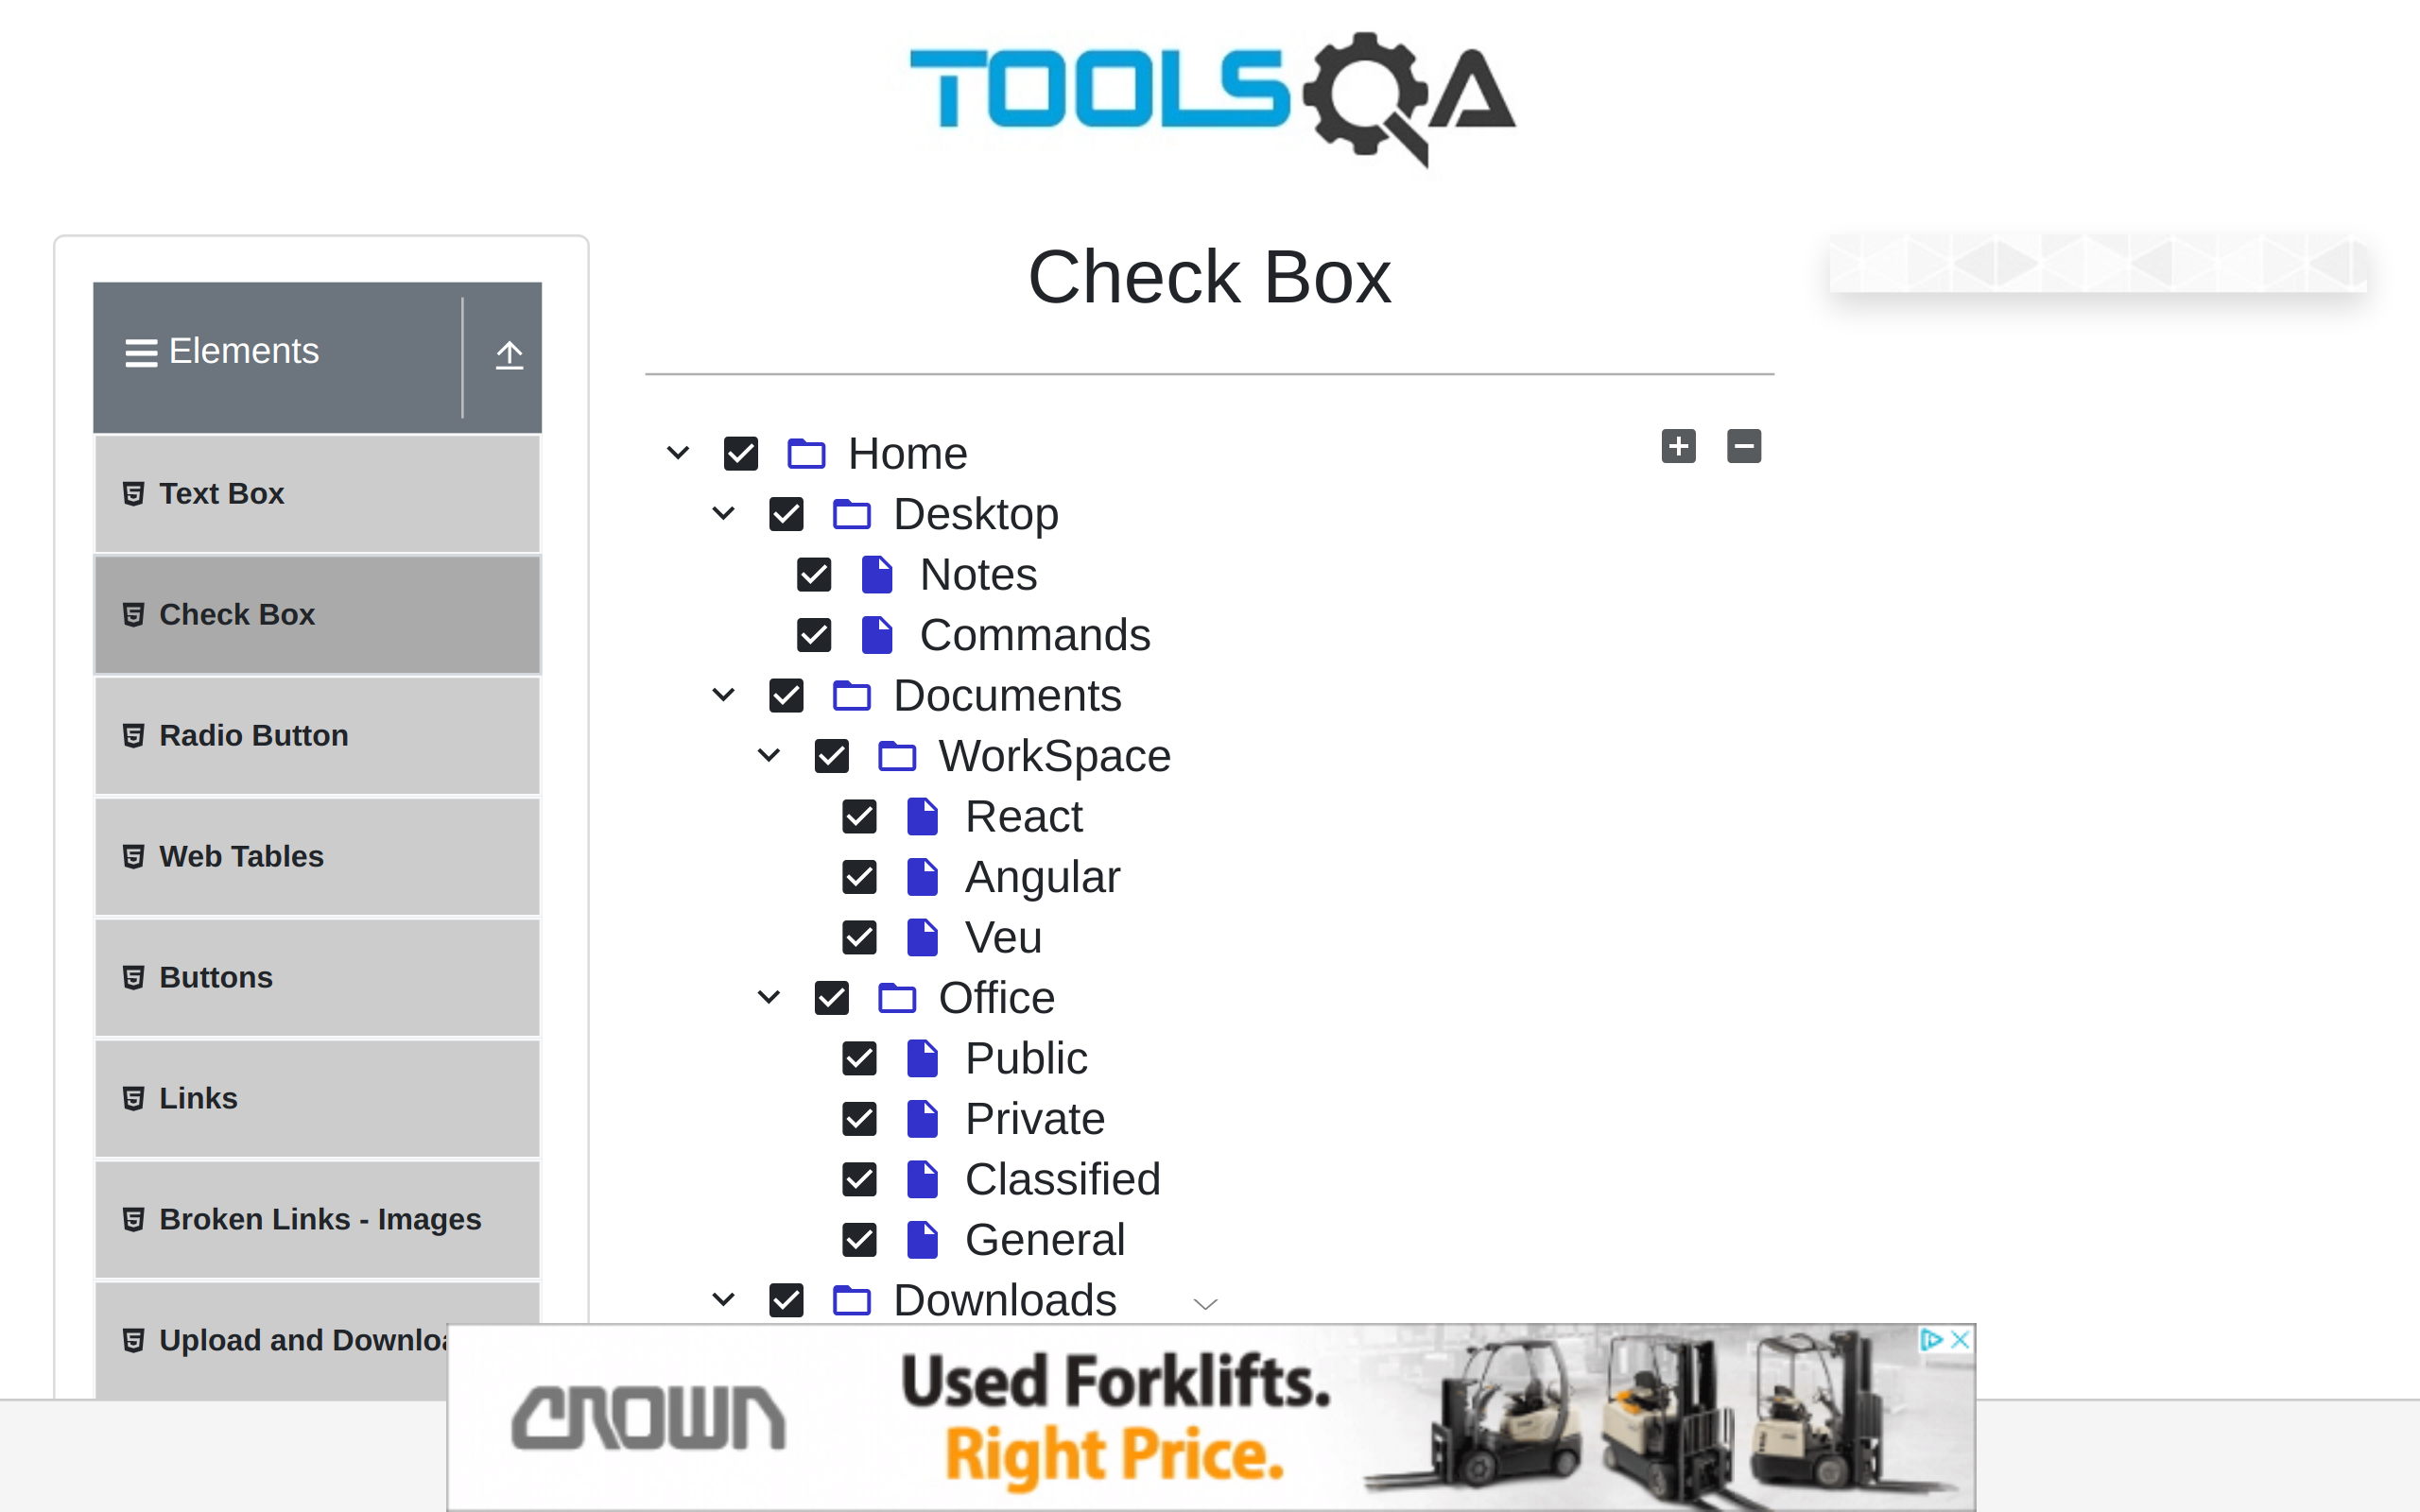 TOOLSQA
Check Box
Elements
Text Box
Check Box
Radio Button
Web Tables
Buttons
Links
Broken Links - Images
Upload and
Home
Desktop
Notes
Commands
Documents
WorkSpace
React
Angular
Veu
Office
Public
Private
Classified
General
Downloads
CROWN
Used Forklifts.
Right Price.